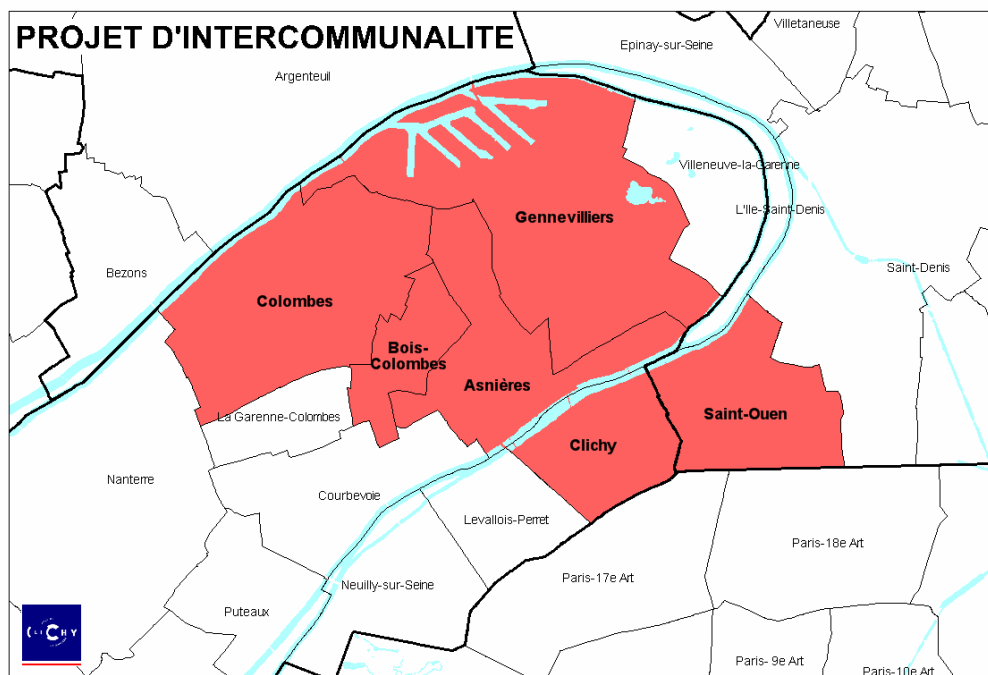 PROJET D'INTERCOMMUNALITE
Villetaneuse
Epinay-sur-Seine
Argenteuil
Villeneuve-la-Garenne
L'Ile-Saint-Denis
Gennevilliers
Saint-Denis
Bezons
Colombes
Bois-
Colombes
Asnières
La Garenne-Colombes
Saint-Ouen
Clichy
Nanterre
Courbevoie
Levallois-Perret
Paris-18e Art
Paris-17e Art
Neuilly-sur-Seine
Puteaux
CLICHY
Paris- 9e Art
Paris-10e Art